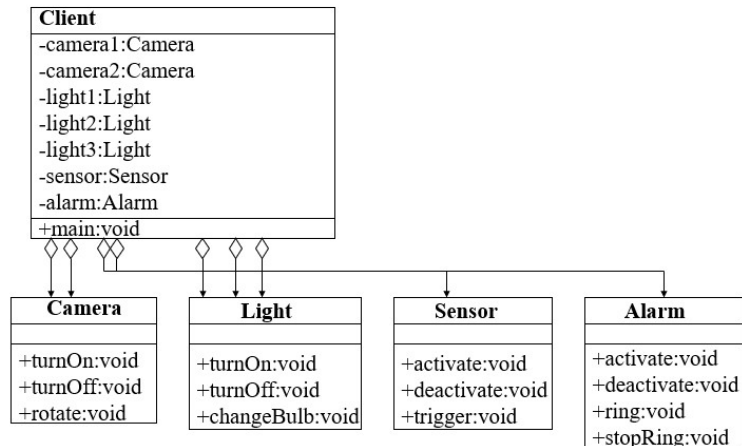 Client
-camera1:Camera
-camera2:Camera
-light1:Light
-light2:Light
-light3:Light
-sensor:Sensor
-alarm:Alarm
+main:void
Camera
+turnOn:void
+turnOff:void
+rotate:void
Light
+turnOn:void
+turnOff:void
+changeBulb:void
Sensor
+activate:void
+deactivate:void
+trigger:void
Alarm
+activate:void
+deactivate:void
+ring:void
+stopRing:void